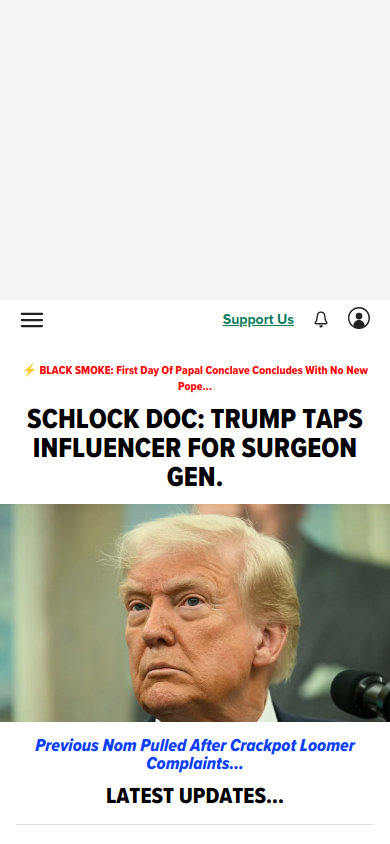 Support Us
⚡ BLACK SMOKE: First Day Of Papal Conclave Concludes With No New
Pope...
SCHLOCK DOC: TRUMP TAPS
INFLUENCER FOR SURGEON
GEN.
Previous Nom Pulled After Crackpot Loomer
Complaints...
LATEST UPDATES...